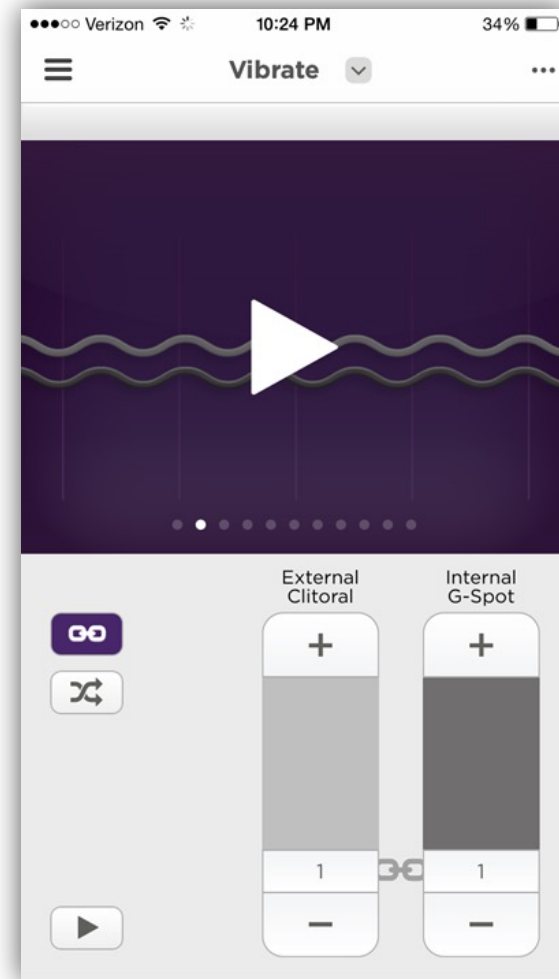 Verizon 10:24 PM 34%
Vibrate
External Clitoral
Internal G-Spot
+ +
1 1
− −